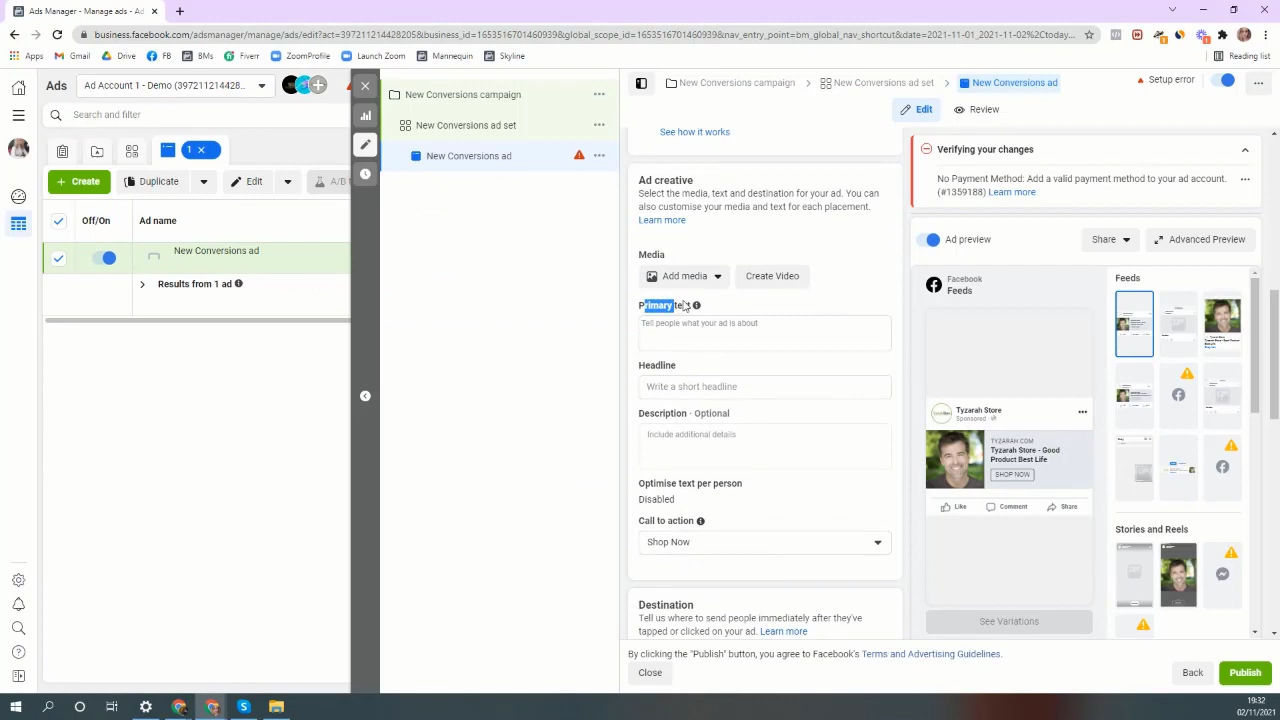 Ads Manager - Manage ads - Ad
business.facebook.com/adsmanager/manage/ads/edit?act=397211214428205&business_id=1653516701460939&global_scope_id=1653516701460939&nav_entry_point=bm_global_nav_shortcut&date=2021-11-01_2021-11-02%2Ctoday...
Apps
Gmail
Drive
FB
BMs
Fiverr
ZoomProfile
Launch Zoom
Mannequin
Skyline
Reading list
Ads
Ad Account 1 - Demo (397211214428...
Search and filter
1
Create
Duplicate
Edit
A/B
Off/On
Ad name
New Conversions ad
Results from 1 ad
New Conversions campaign
New Conversions ad set
New Conversions ad
New Conversions campaign
New Conversions ad set
New Conversions ad
Setup error
Edit
Review
See how it works
Ad creative
Select the media, text and destination for your ad. You can
also customise your media and text for each placement.
Learn more
Media
Add media
Create Video
Primary text
Tell people what your ad is about
Headline
Write a short headline
Description · Optional
Include additional details
Optimise text per person
Disabled
Call to action
Shop Now
Destination
Tell us where to send people immediately after they've
tapped or clicked on your ad. Learn more
Verifying your changes
No Payment Method: Add a valid payment method to your ad account.
(#1359188) Learn more
Ad preview
Share
Advanced Preview
Facebook
Feeds
Tyzarah Store
Sponsored ·
TYZARAH.COM
Tyzarah Store - Good
Product Best Life
SHOP NOW
Like
Comment
Share
See Variations
Feeds
Stories and Reels
By clicking the "Publish" button, you agree to Facebook's Terms and Advertising Guidelines.
Close
Back
Publish
19:32
02/11/2021